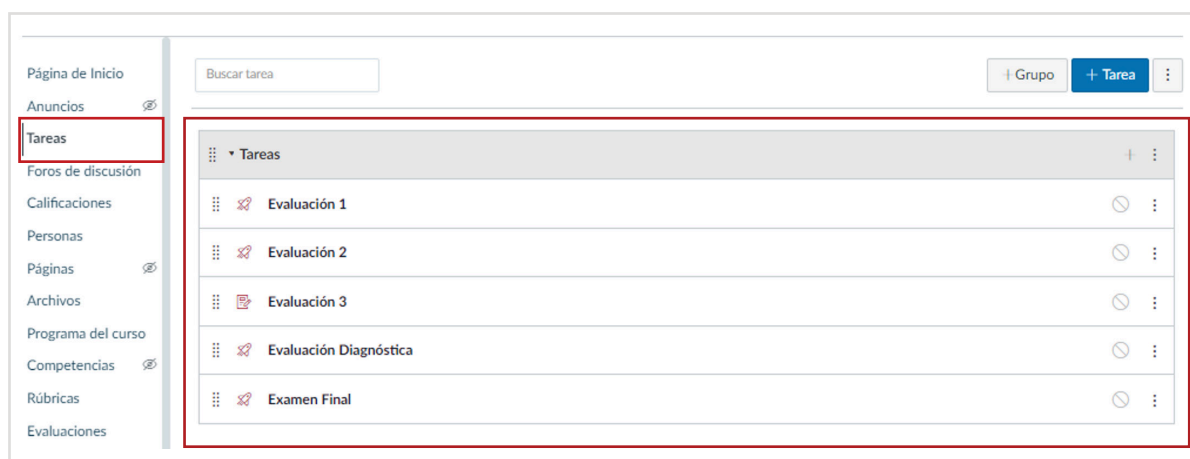 Página de Inicio
Anuncios
Tareas
Foros de discusión
Calificaciones
Personas
Páginas
Archivos
Programa del curso
Competencias
Rúbricas
Evaluaciones
Buscar tarea
+ Grupo
+ Tarea
Tareas
Evaluación 1
Evaluación 2
Evaluación 3
Evaluación Diagnóstica
Examen Final